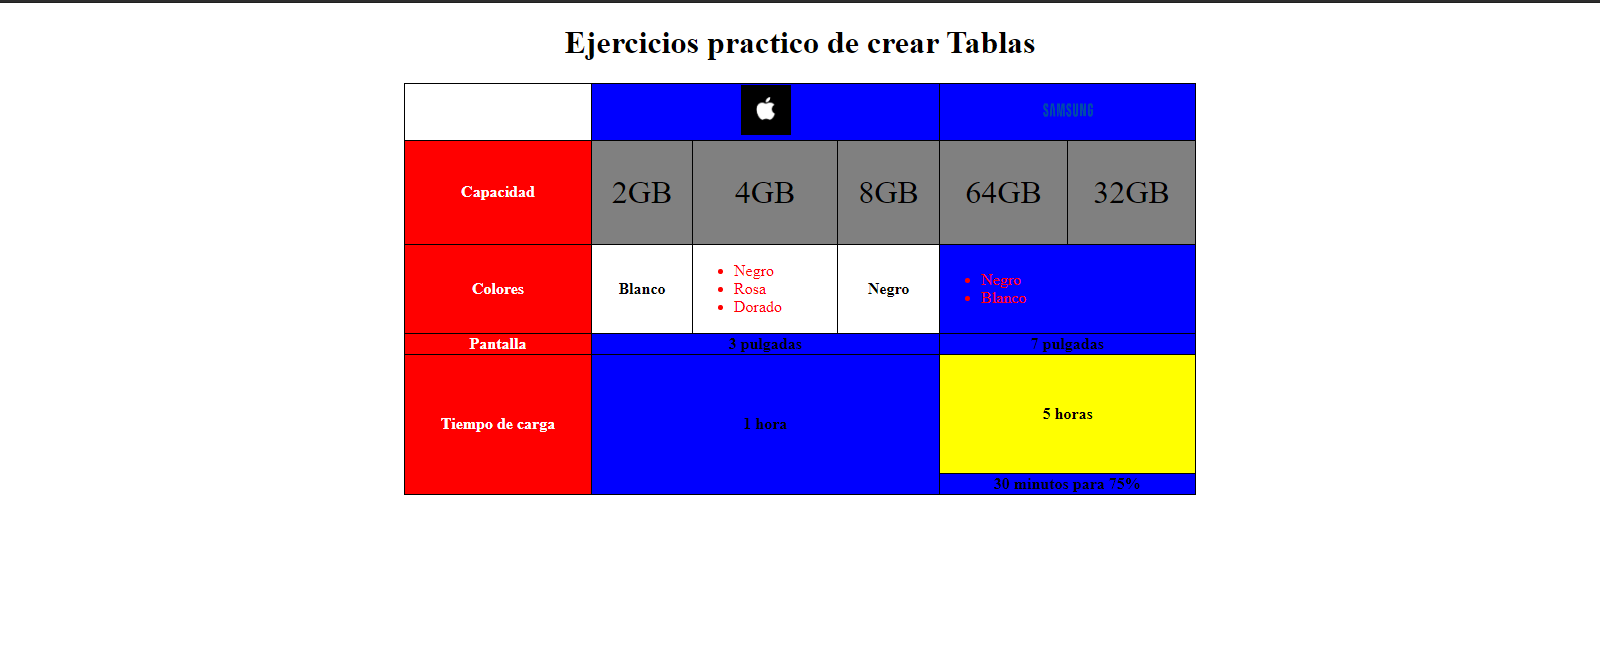 Ejercicios practico de crear Tablas
SAMSUNG
Capacidad 2GB 4GB 8GB 64GB 32GB
Colores Blanco
Negro
Rosa
Dorado
Negro
Negro
Blanco
Pantalla 3 pulgadas 7 pulgadas
Tiempo de carga 1 hora 5 horas
30 minutos para 75%